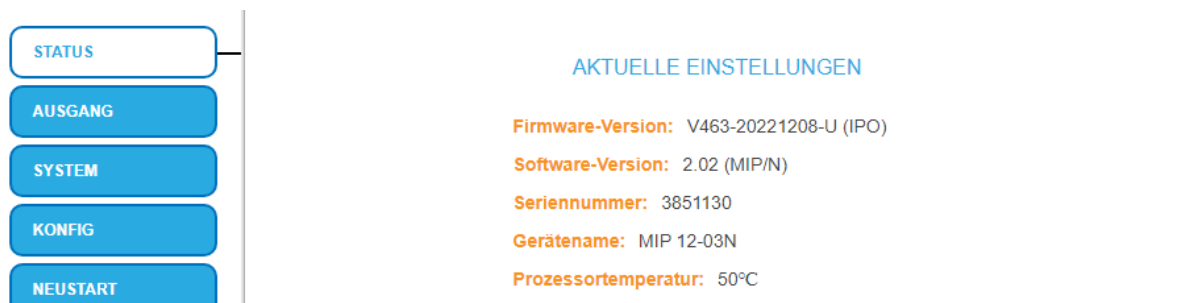 STATUS
AUSGANG
SYSTEM
KONFIG
NEUSTART
AKTUELLE EINSTELLUNGEN
Firmware-Version: V463-20221208-U (IPO)
Software-Version: 2.02 (MIP/N)
Seriennummer: 3851130
Gerätename: MIP 12-03N
Prozessortemperatur: 50°C